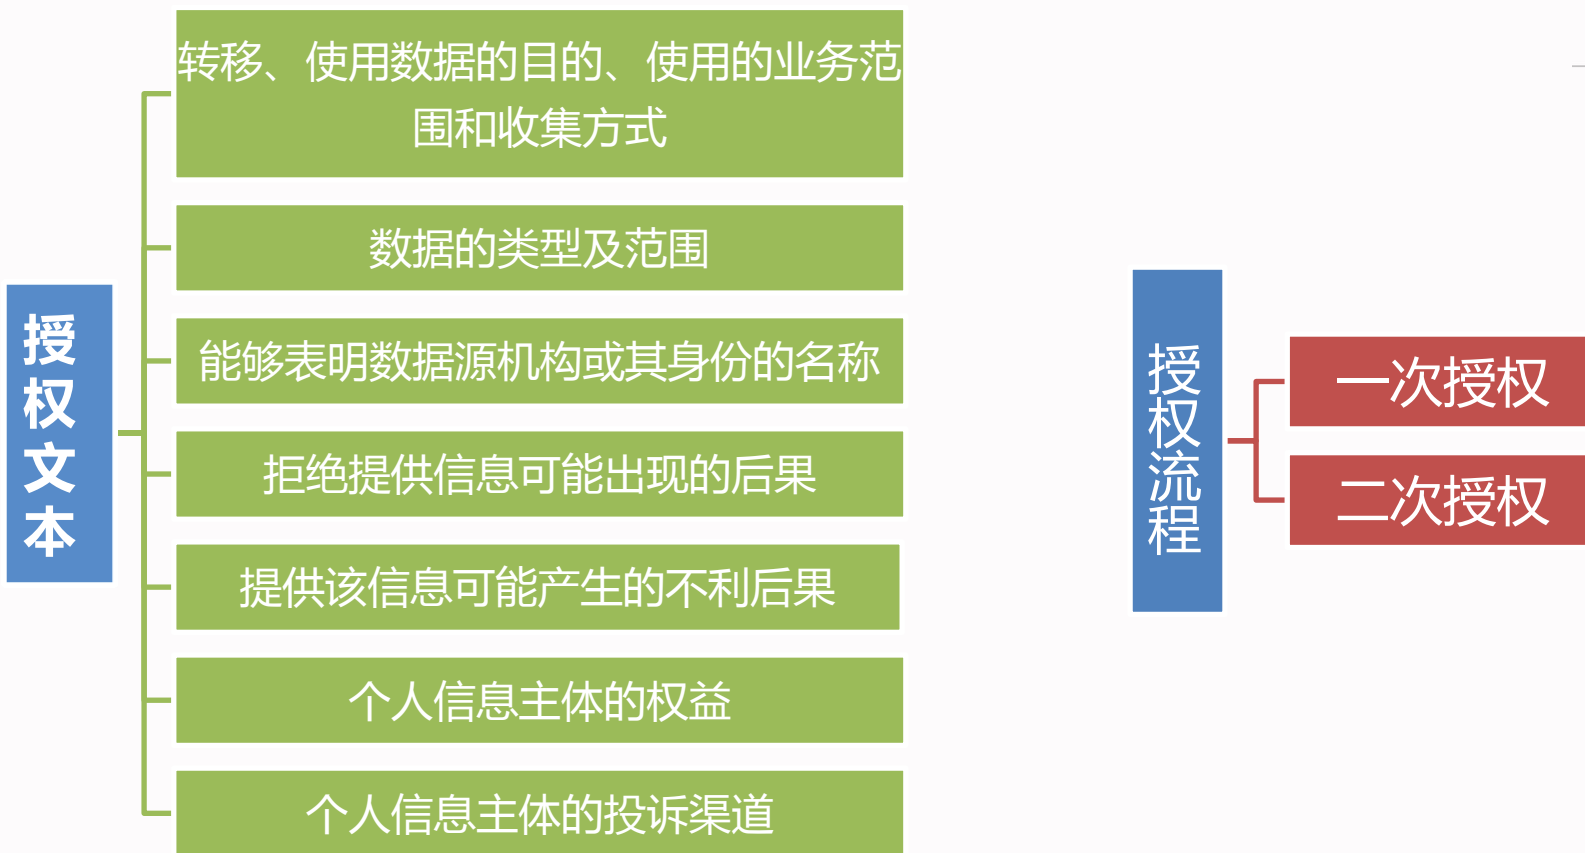 授权文本
转移、使用数据的目的、使用的业务范
围和收集方式
数据的类型及范围
能够表明数据源机构或其身份的名称
拒绝提供信息可能出现的后果
提供该信息可能产生的不利后果
个人信息主体的权益
个人信息主体的投诉渠道
授权流程
一次授权
二次授权